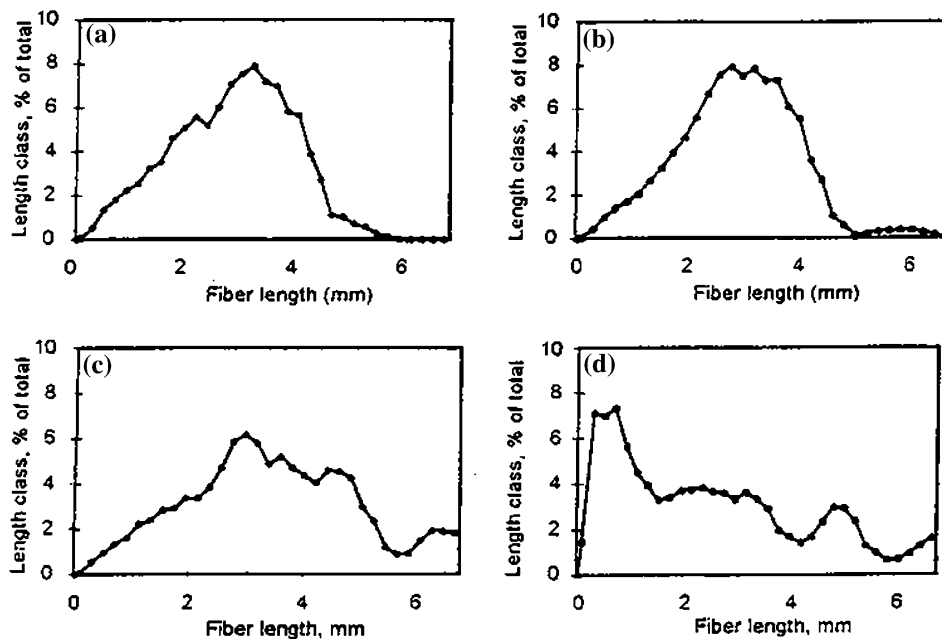 (a)
Length class, % of total
10
8
6
4
2
0
0 2 4 6
Fiber length (mm)
(b)
Length class, % of total
10
8
6
4
2
0
0 2 4 6
Fiber length (mm)
(c)
Length class, % of total
10
8
6
4
2
0
0 2 4 6
Fiber length, mm
(d)
Length class, % of total
10
8
6
4
2
0
0 2 4 6
Fiber length, mm